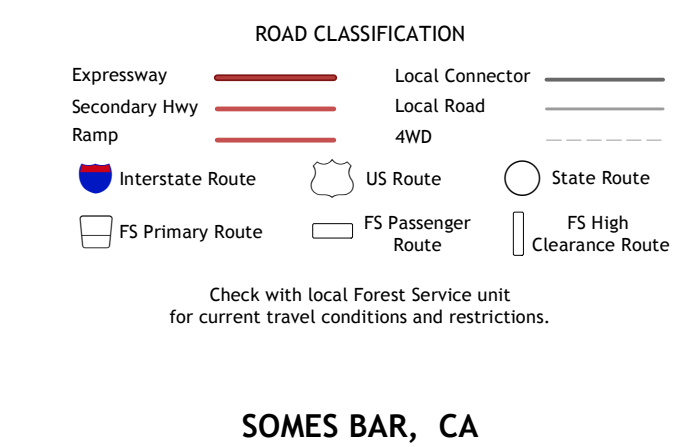 ROAD CLASSIFICATION
Expressway
Local Connector
Secondary Hwy
Local Road
Ramp
4WD
Interstate Route
US Route
State Route
FS Primary Route
FS Passenger
Route
FS High
Clearance Route
Check with local Forest Service unit
for current travel conditions and restrictions.
SOMES BAR, CA